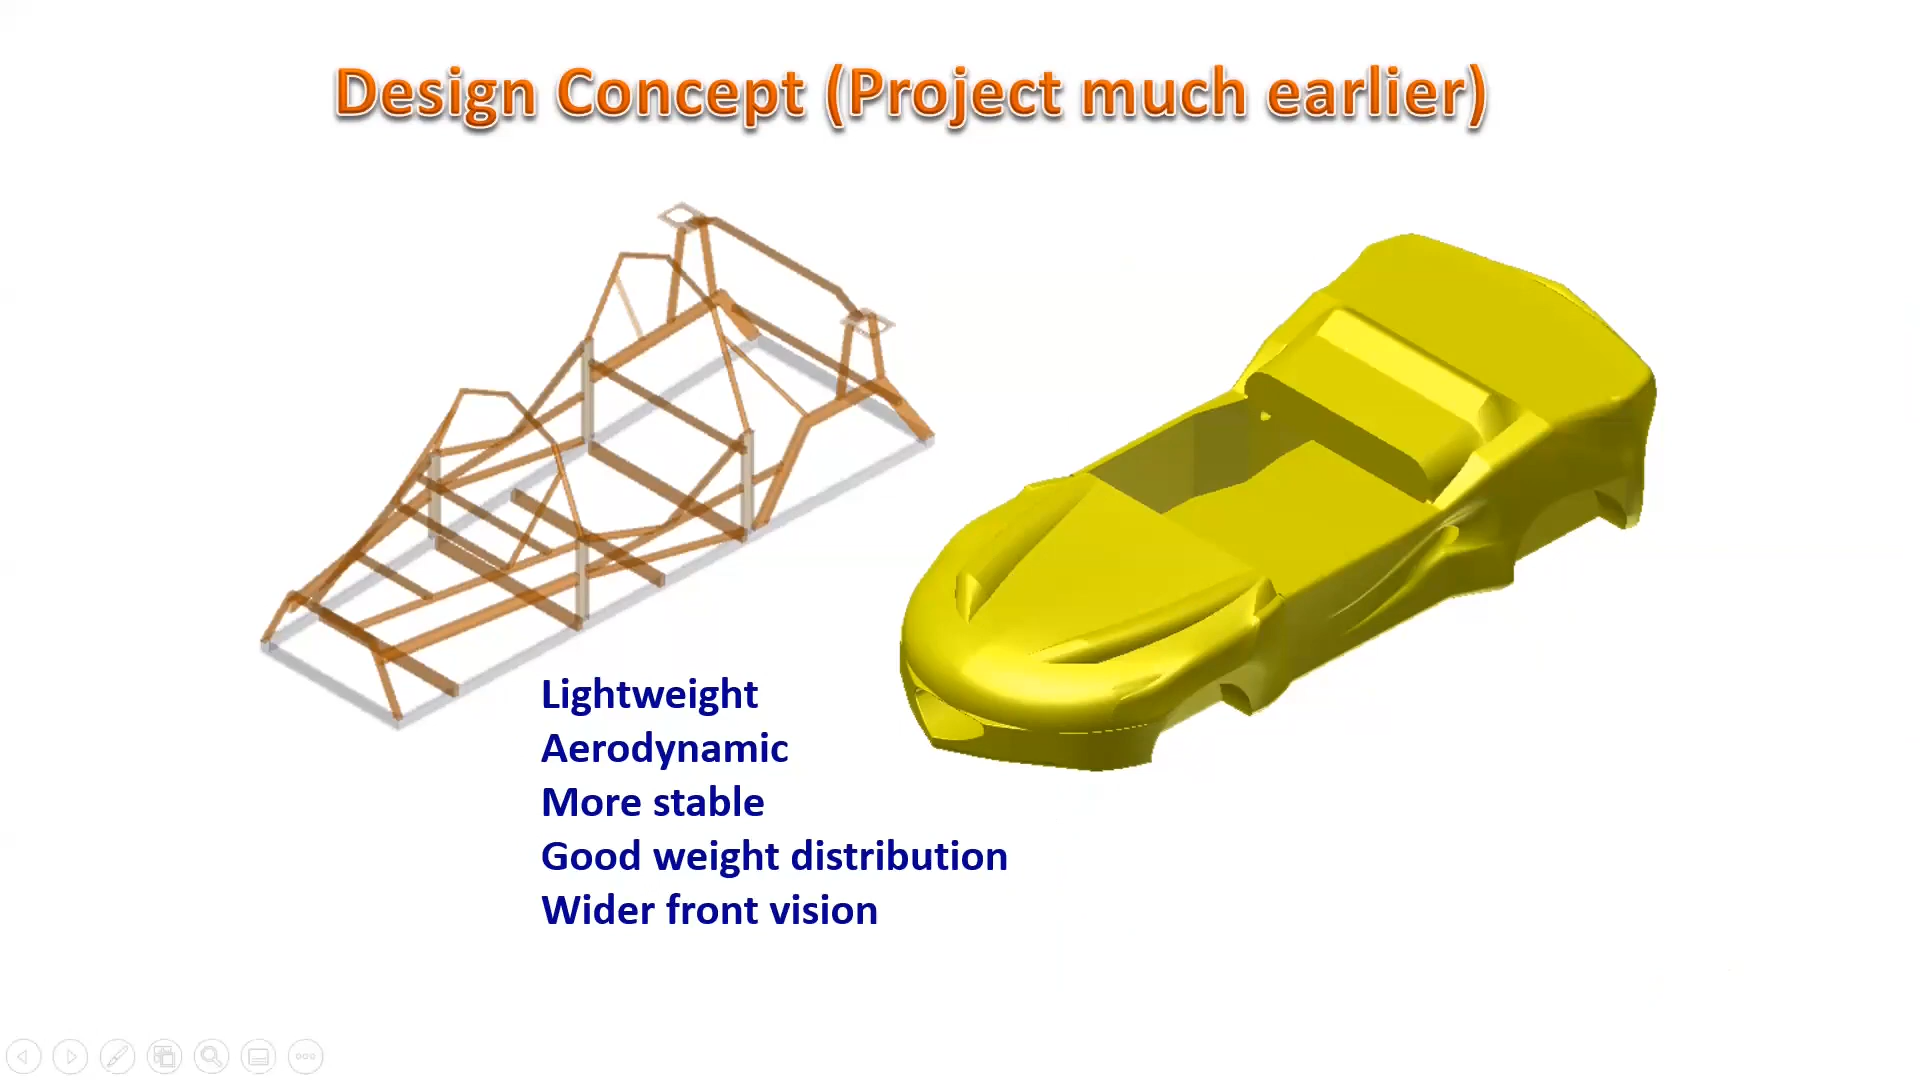 Design Concept (Project much earlier)
Lightweight
Aerodynamic
More stable
Good weight distribution
Wider front vision